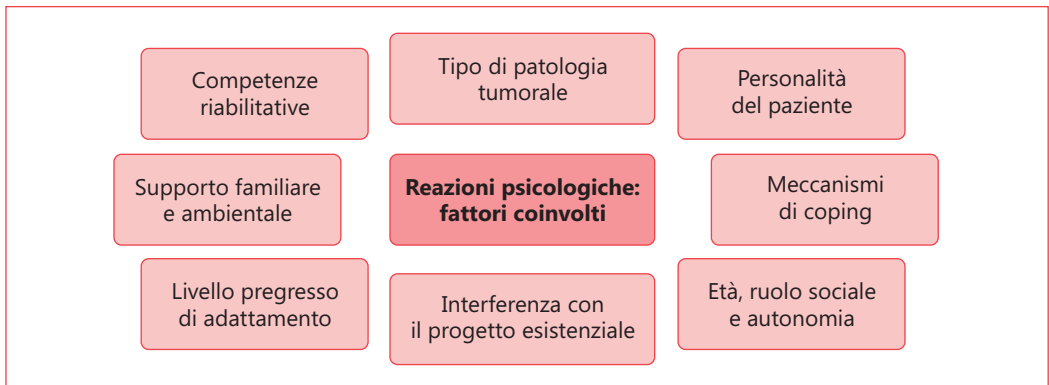 Competenze
riabilitative
Tipo di patologia
tumorale
Personalità
del paziente
Supporto familiare
e ambientale
Reazioni psicologiche:
fattori coinvolti
Meccanismi
di coping
Livello pregresso
di adattamento
Interferenza con
il progetto esistenziale
Età, ruolo sociale
e autonomia